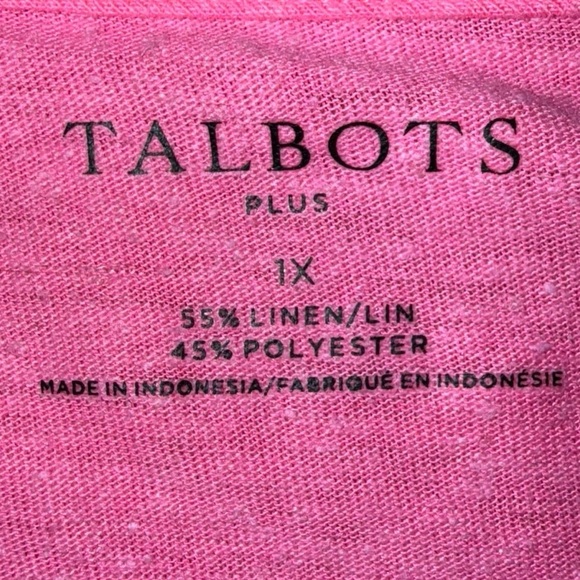 TALBOTS
PLUS
1X
55% LINEN/LIN
45% POLYESTER
MADE IN INDONESIA/FABRIQUÉ EN INDONÉSIE